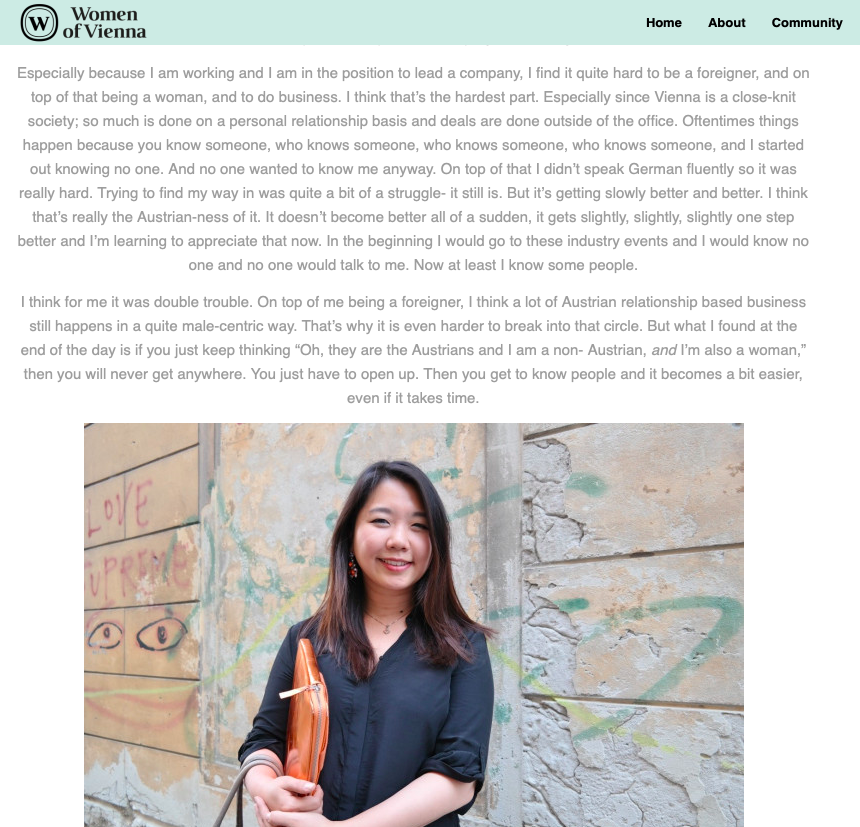 W
Women
of Vienna
Home About Community
Especially because I am working and I am in the position to lead a company, I find it quite hard to be a foreigner, and on
top of that being a woman, and to do business. I think that’s the hardest part. Especially since Vienna is a close-knit
society; so much is done on a personal relationship basis and deals are done outside of the office. Oftentimes things
happen because you know someone, who knows someone, who knows someone, who knows someone, and I started
out knowing no one. And no one wanted to know me anyway. On top of that I didn’t speak German fluently so it was
really hard. Trying to find my way in was quite a bit of a struggle- it still is. But it’s getting slowly better and better. I think
that’s really the Austrian-ness of it. It doesn’t become better all of a sudden, it gets slightly, slightly, slightly one step
better and I’m learning to appreciate that now. In the beginning I would go to these industry events and I would know no
one and no one would talk to me. Now at least I know some people.
I think for me it was double trouble. On top of me being a foreigner, I think a lot of Austrian relationship based business
still happens in a quite male-centric way. That’s why it is even harder to break into that circle. But what I found at the
end of the day is if you just keep thinking “Oh, they are the Austrians and I am a non- Austrian, and I’m also a woman,”
then you will never get anywhere. You just have to open up. Then you get to know people and it becomes a bit easier,
even if it takes time.
LOVE
SUPREME